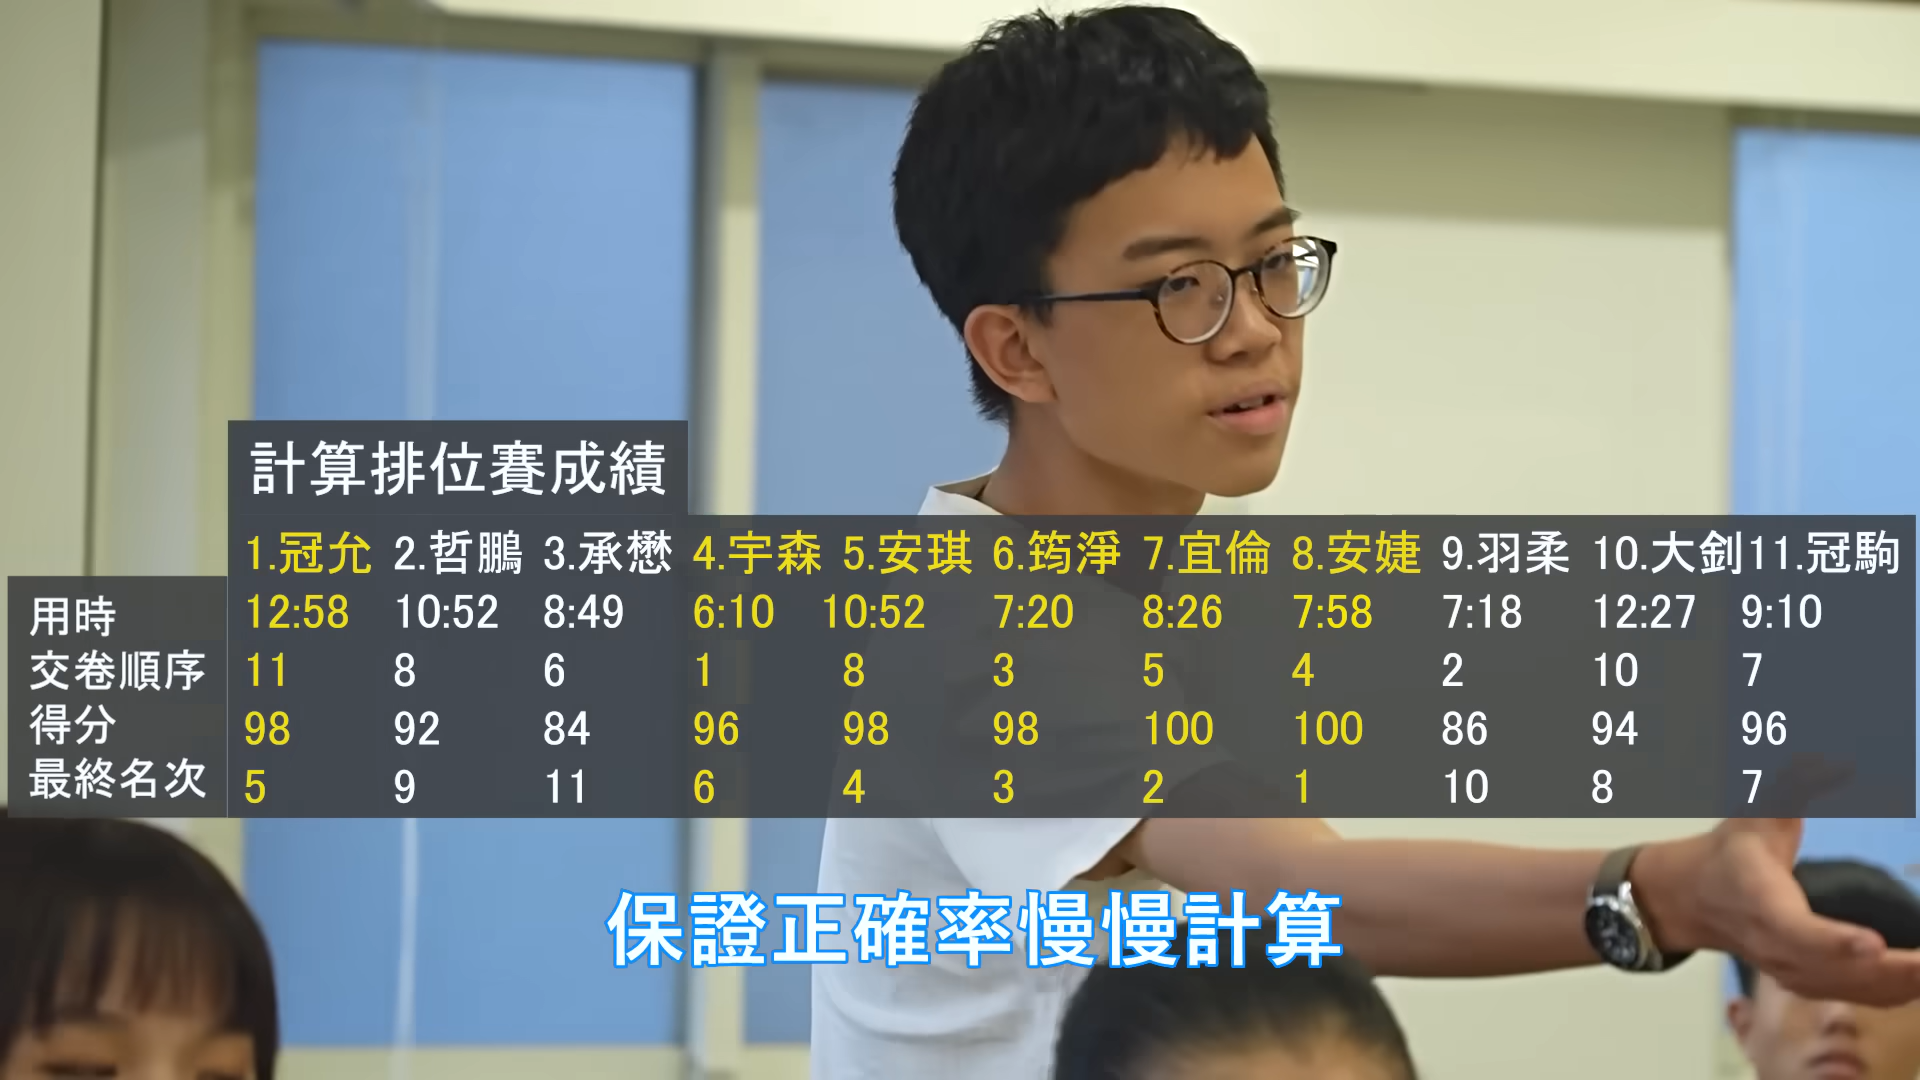 計算排位賽成績
1.冠允 2.哲鵬 3.承懋 4.宇森 5.安琪 6.筠淨 7.宜倫 8.安婕 9.羽柔 10.大釗 11.冠駒
用時 12:58 10:52 8:49 6:10 10:52 7:20 8:26 7:58 7:18 12:27 9:10
交卷順序 11 8 6 1 8 3 5 4 2 10 7
得分 98 92 84 96 98 98 100 100 86 94 96
最終名次 5 9 11 6 4 3 2 1 10 8 7
保證正確率慢慢計算